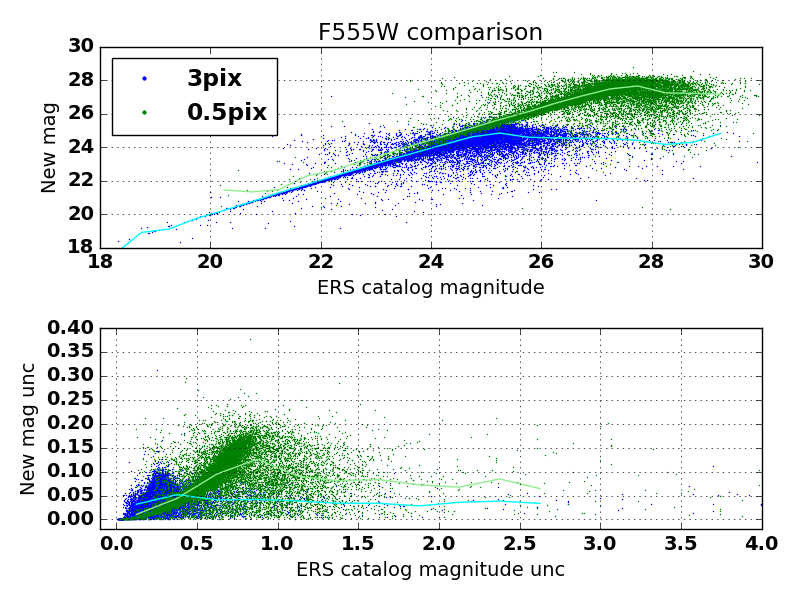 F555W comparison
New mag
30
28
26
24
22
20
18
3pix
0.5pix
18 20 22 24 26 28 30
ERS catalog magnitude
New mag unc
0.40
0.35
0.30
0.25
0.20
0.15
0.10
0.05
0.00
0.0 0.5 1.0 1.5 2.0 2.5 3.0 3.5 4.0
ERS catalog magnitude unc